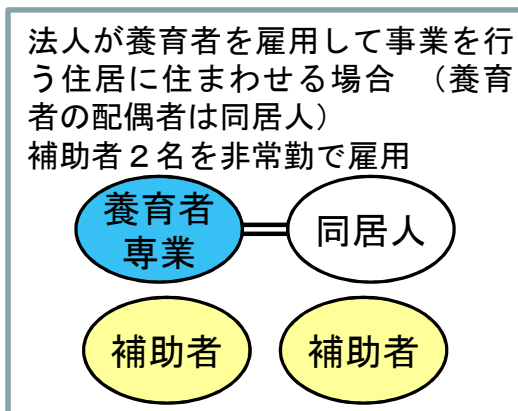 法人が養育者を雇用して事業を行
う住居に住まわせる場合　（養育
者の配偶者は同居人）
補助者２名を非常勤で雇用
養育者
専業
同居人
補助者
補助者